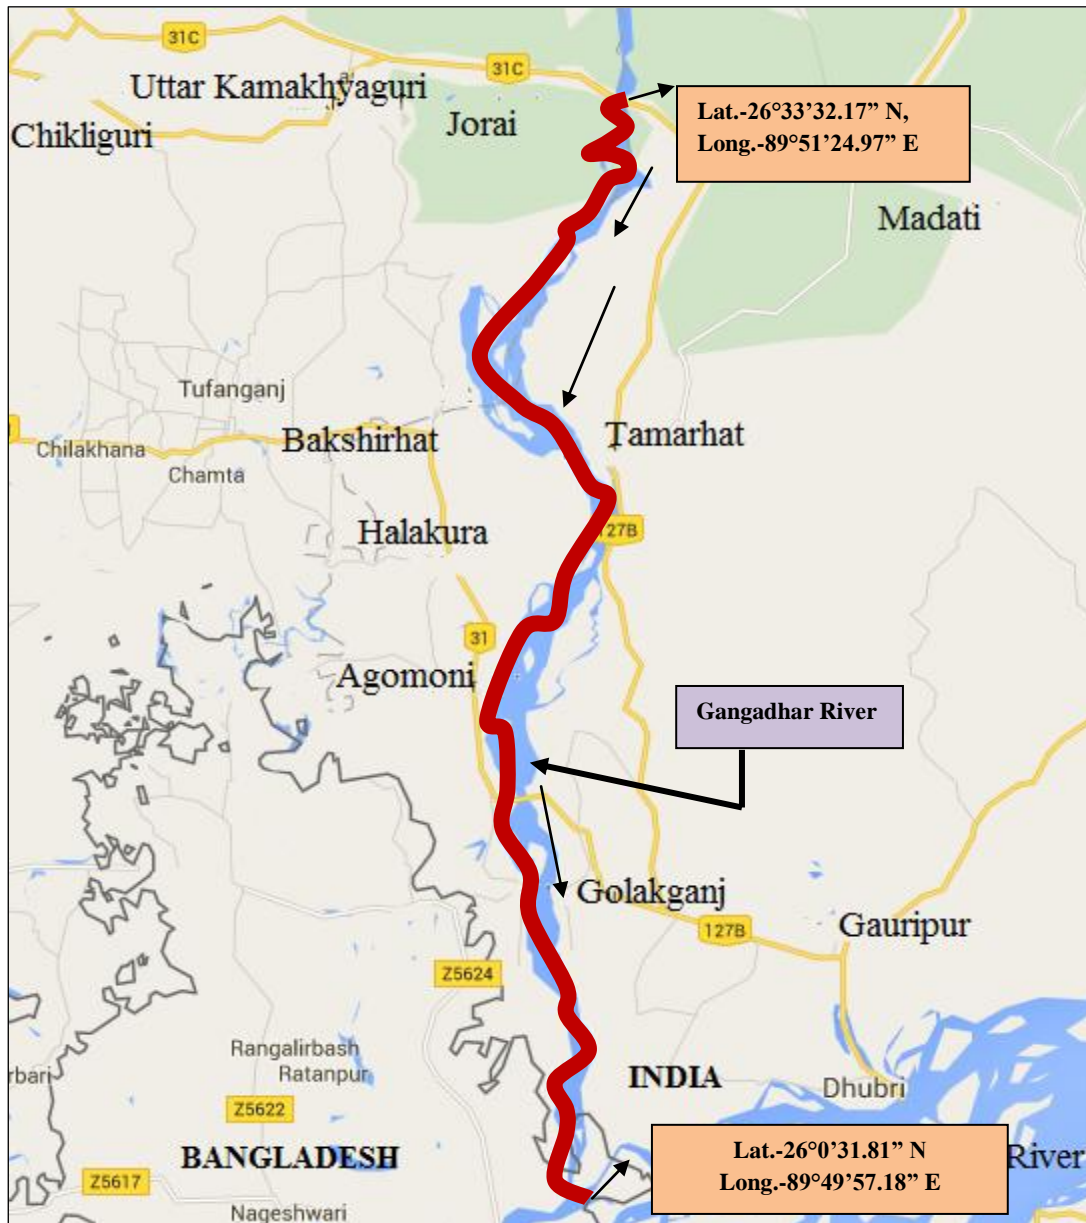 31C
31C
Uttar Kamakhyaguri
Chikliguri
Jorai
Lat.-26°33’32.17” N,
Long.-89°51’24.97” E
Madati
Tufanganj
Bakshirhat
Tamarhat
Chilakhana
Chamta
Halakura
127B
31
Agomoni
Gangadhar River
Golakganj
Gauripur
127B
Z5624
Rangalirbash
Ratanpur
rbari
INDIA
Dhubri
Z5622
BANGLADESH
Lat.-26°0’31.81” N
Long.-89°49’57.18” E
River
Z5617
Nageshwari